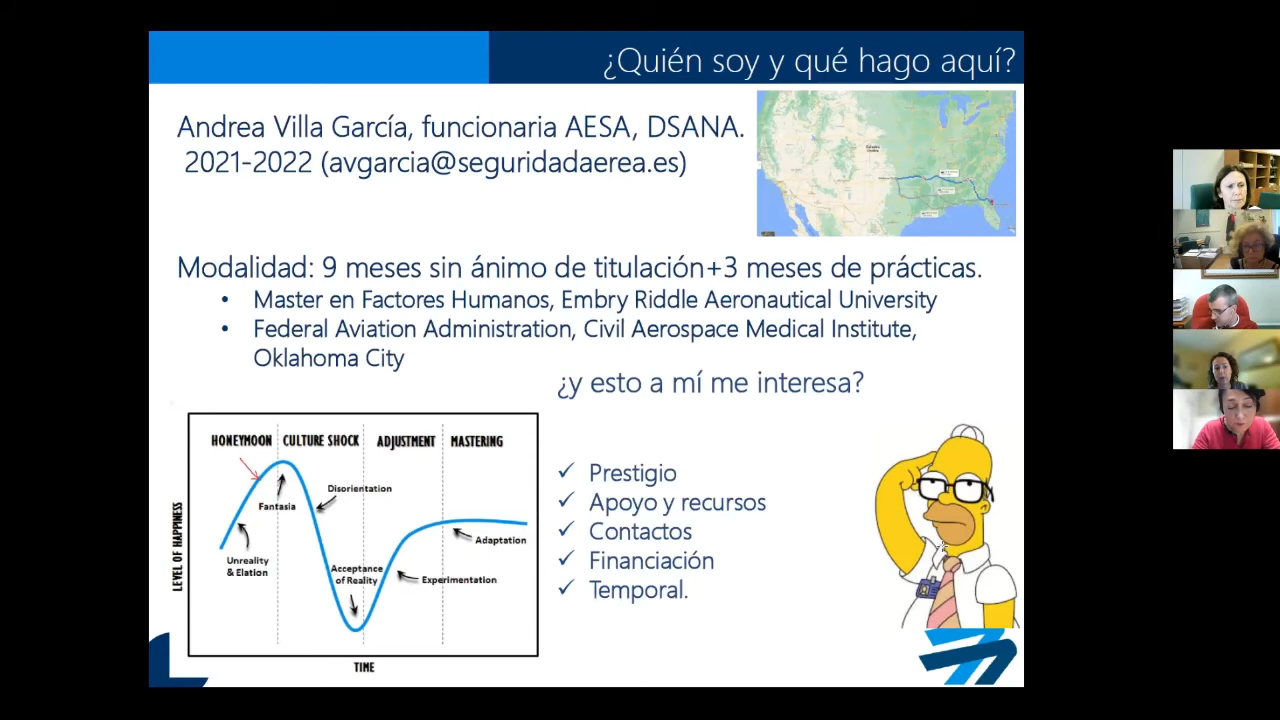 ¿Quién soy y qué hago aquí?
Andrea Villa García, funcionaria AESA, DSANA.
2021-2022 (avgarcia@seguridadaerea.es)
Modalidad: 9 meses sin ánimo de titulación+3 meses de prácticas.
• Master en Factores Humanos, Embry Riddle Aeronautical University
• Federal Aviation Administration, Civil Aerospace Medical Institute,
Oklahoma City
¿y esto a mí me interesa?
HONEYMOON
CULTURE SHOCK
ADJUSTMENT
MASTERING
Disorientation
Fantasia
Unreality
& Elation
Acceptance
of Reality
Experimentation
Adaptation
LEVEL OF HAPPINESS
TIME
✓ Prestigio
✓ Apoyo y recursos
✓ Contactos
✓ Financiación
✓ Temporal.